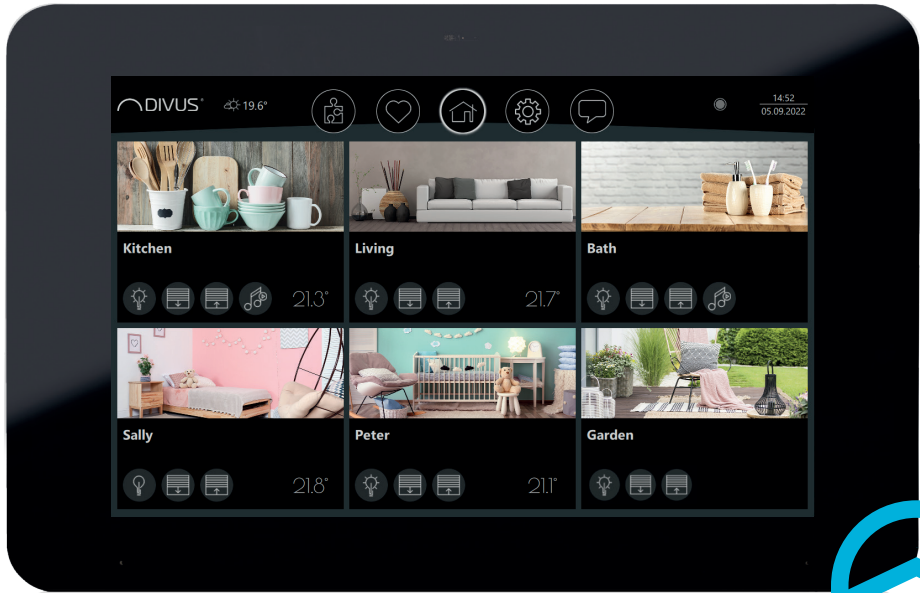 DIVUS
19.6°
14:52
05.09.2022
Kitchen
21.3°
Living
21.7°
Bath
Sally
21.8°
Peter
21.1°
Garden